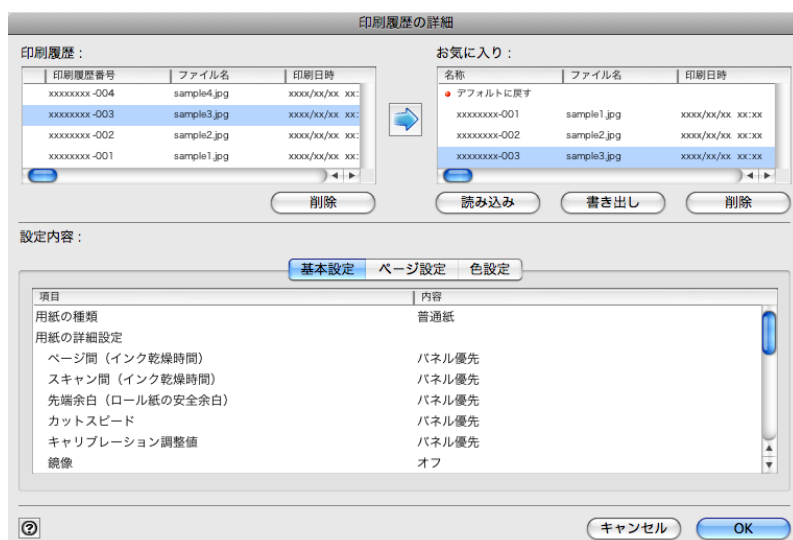 印刷履歴の詳細
印刷履歴：
印刷履歴番号 ファイル名 印刷日時
xxxxxxxx -004 sample4.jpg xxxx/xx/xx xx:
xxxxxxxx -003 sample3.jpg xxxx/xx/xx xx:
xxxxxxxx -002 sample2.jpg xxxx/xx/xx xx:
xxxxxxxx -001 sample1.jpg xxxx/xx/xx xx:
削除
お気に入り：
名称 ファイル名 印刷日時
デフォルトに戻す
xxxxxxxx-001 sample1.jpg xxxx/xx/xx xx:xx
xxxxxxxx-002 sample2.jpg xxxx/xx/xx xx:xx
xxxxxxxx-003 sample3.jpg xxxx/xx/xx xx:xx
読み込み 書き出し 削除
設定内容：
基本設定 ページ設定 色設定
項目 内容
用紙の種類 普通紙
用紙の詳細設定
ページ間（インク乾燥時間） パネル優先
スキャン間（インク乾燥時間） パネル優先
先端余白（ロール紙の安全余白） パネル優先
カットスピード パネル優先
キャリブレーション調整値 パネル優先
鏡像 オフ
? キャンセル OK